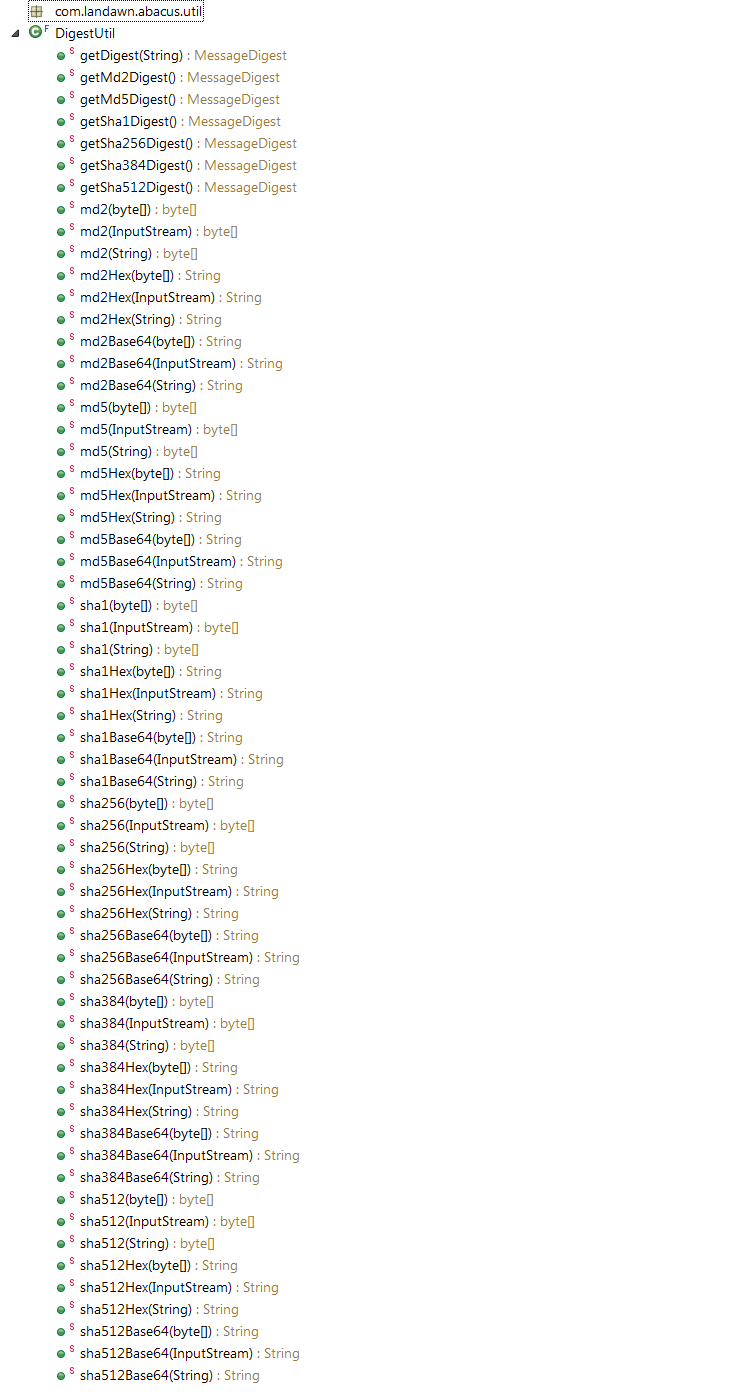 com.landawn.abacus.util
F DigestUtil
S getDigest(String) : MessageDigest
S getMd2Digest() : MessageDigest
S getMd5Digest() : MessageDigest
S getSha1Digest() : MessageDigest
S getSha256Digest() : MessageDigest
S getSha384Digest() : MessageDigest
S getSha512Digest() : MessageDigest
S md2(byte[]) : byte[]
S md2(InputStream) : byte[]
S md2(String) : byte[]
S md2Hex(byte[]) : String
S md2Hex(InputStream) : String
S md2Hex(String) : String
S md2Base64(byte[]) : String
S md2Base64(InputStream) : String
S md2Base64(String) : String
S md5(byte[]) : byte[]
S md5(InputStream) : byte[]
S md5(String) : byte[]
S md5Hex(byte[]) : String
S md5Hex(InputStream) : String
S md5Hex(String) : String
S md5Base64(byte[]) : String
S md5Base64(InputStream) : String
S md5Base64(String) : String
S sha1(byte[]) : byte[]
S sha1(InputStream) : byte[]
S sha1(String) : byte[]
S sha1Hex(byte[]) : String
S sha1Hex(InputStream) : String
S sha1Hex(String) : String
S sha1Base64(byte[]) : String
S sha1Base64(InputStream) : String
S sha1Base64(String) : String
S sha256(byte[]) : byte[]
S sha256(InputStream) : byte[]
S sha256(String) : byte[]
S sha256Hex(byte[]) : String
S sha256Hex(InputStream) : String
S sha256Hex(String) : String
S sha256Base64(byte[]) : String
S sha256Base64(InputStream) : String
S sha256Base64(String) : String
S sha384(byte[]) : byte[]
S sha384(InputStream) : byte[]
S sha384(String) : byte[]
S sha384Hex(byte[]) : String
S sha384Hex(InputStream) : String
S sha384Hex(String) : String
S sha384Base64(byte[]) : String
S sha384Base64(InputStream) : String
S sha384Base64(String) : String
S sha512(byte[]) : byte[]
S sha512(InputStream) : byte[]
S sha512(String) : byte[]
S sha512Hex(byte[]) : String
S sha512Hex(InputStream) : String
S sha512Hex(String) : String
S sha512Base64(byte[]) : String
S sha512Base64(InputStream) : String
S sha512Base64(String) : String